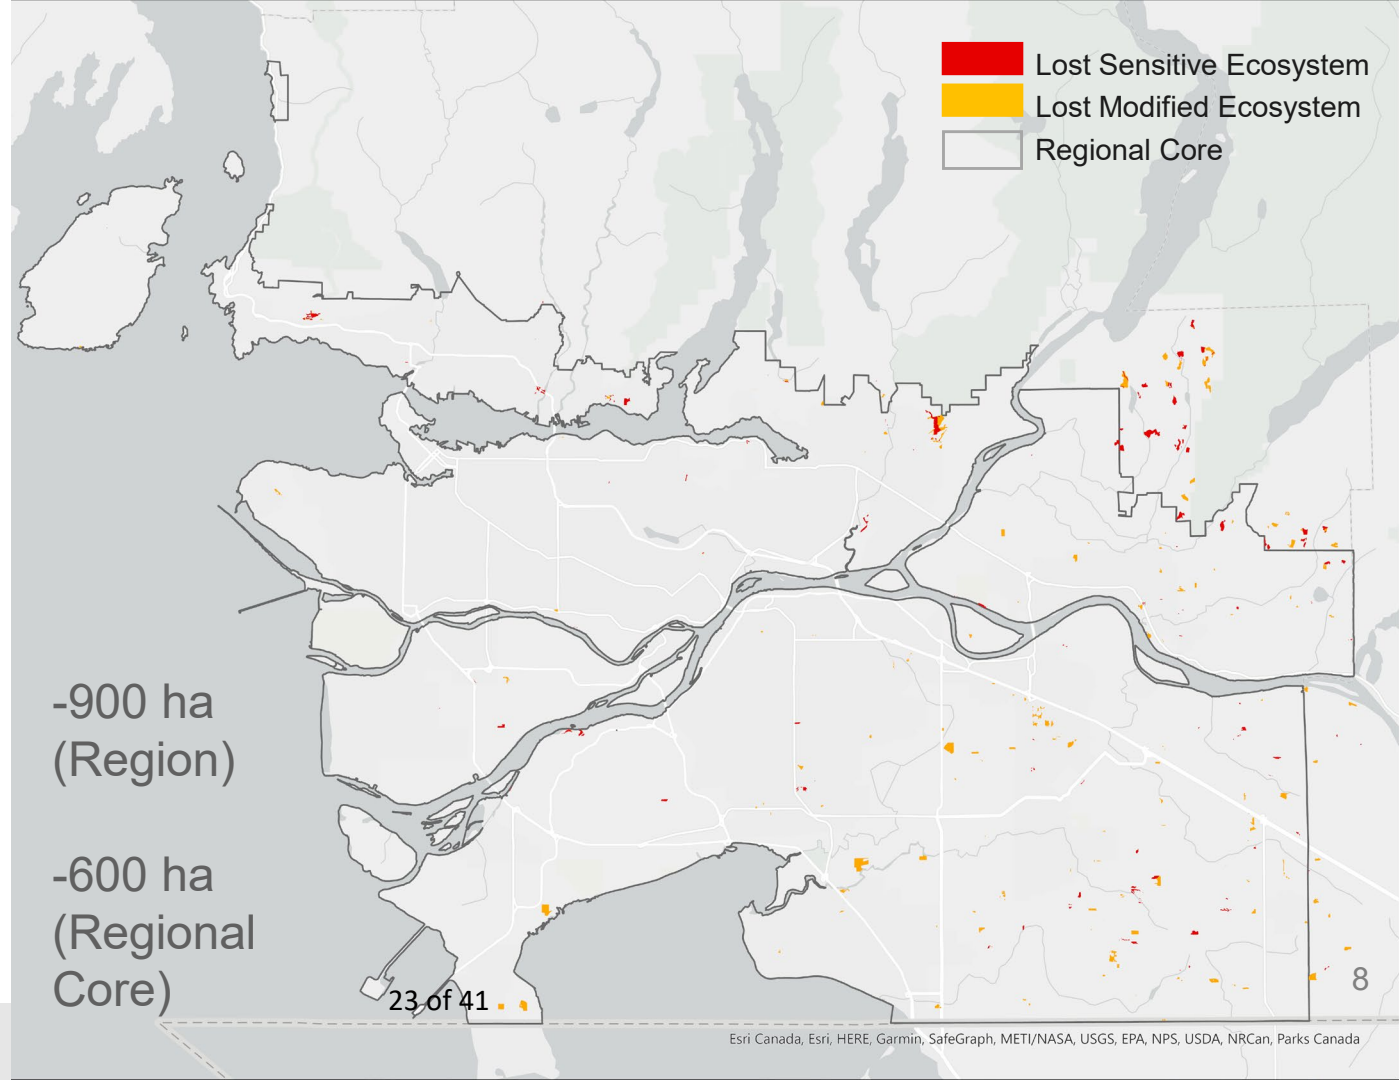 Lost Sensitive Ecosystem
Lost Modified Ecosystem
Regional Core
-900 ha
(Region)
-600 ha
(Regional
Core)
23 of 41
8
Esri Canada, Esri, HERE, Garmin, SafeGraph, METI/NASA, USGS, EPA, NPS, USDA, NRCan, Parks Canada